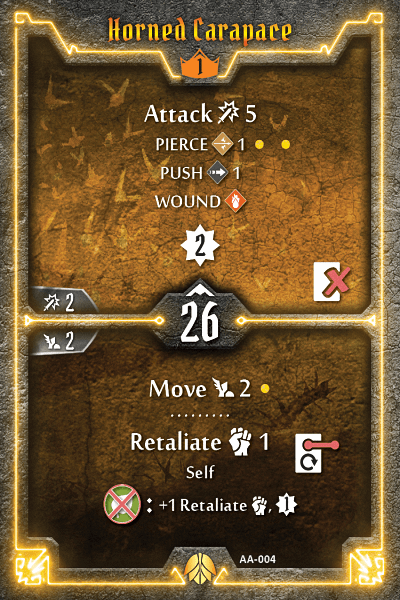 Horned Carapace
1
Attack 5
PIERCE 1
PUSH 1
WOUND
2
2
26
2
Move 2
Retaliate 1
Self
: +1 Retaliate , 1
AA-004